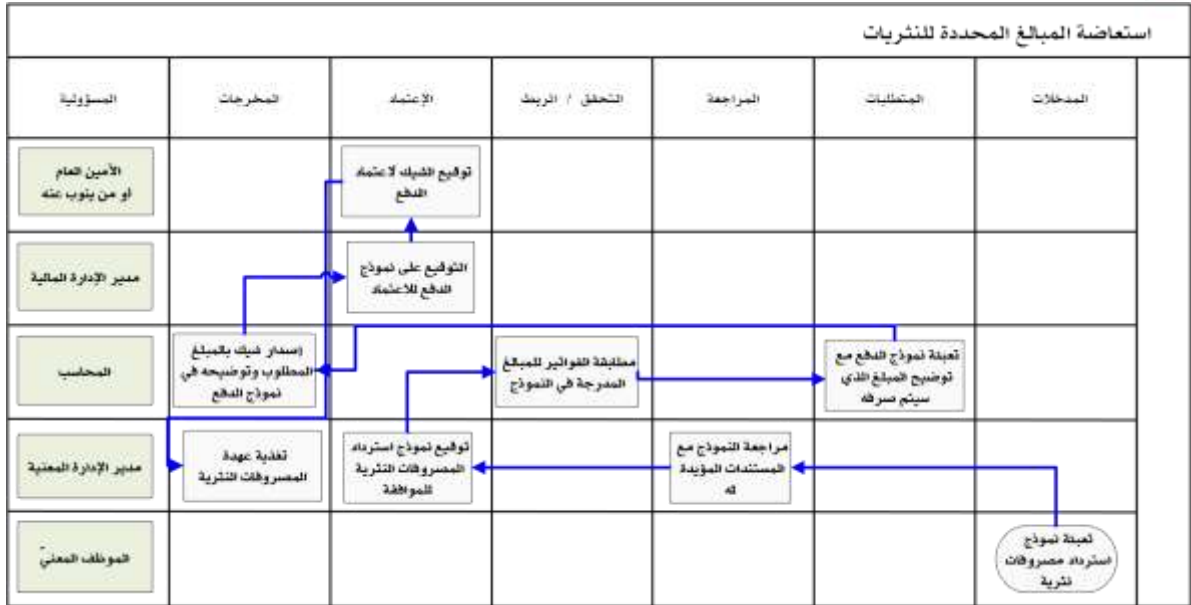 استعاضة المبالغ المحددة للنثريات
المدخلات
المتطلبات
المراجعة
التحقق / الربط
الإعتماد
المخرجات
المسؤولية
توقيع الشيك لاعتماد
الدفع
الأمين العام
او من ينوب عنه
التوقيع على نموذج
الدفع للاعتماد
مدير الإدارة المالية
تعبئة نموذج الدفع مع
توضيح المبلغ الذي
سيتم صرفه
مطابقة الفواتير للمبالغ
المدرجة في النموذج
إصدار شيك بالمبلغ
المطلوب وتوضيحه في
نموذج الدفع
المحاسب
مراجعة النموذج مع
المستندات المؤيدة
له
توقيع نموذج استرداد
المصروفات النثرية
للموافقة
تغذية عهدة
المصروفات النثرية
مدير الإدارة المعنية
تعبئة نموذج
استرداد مصروفات
نثرية
الموظف المعنيّ